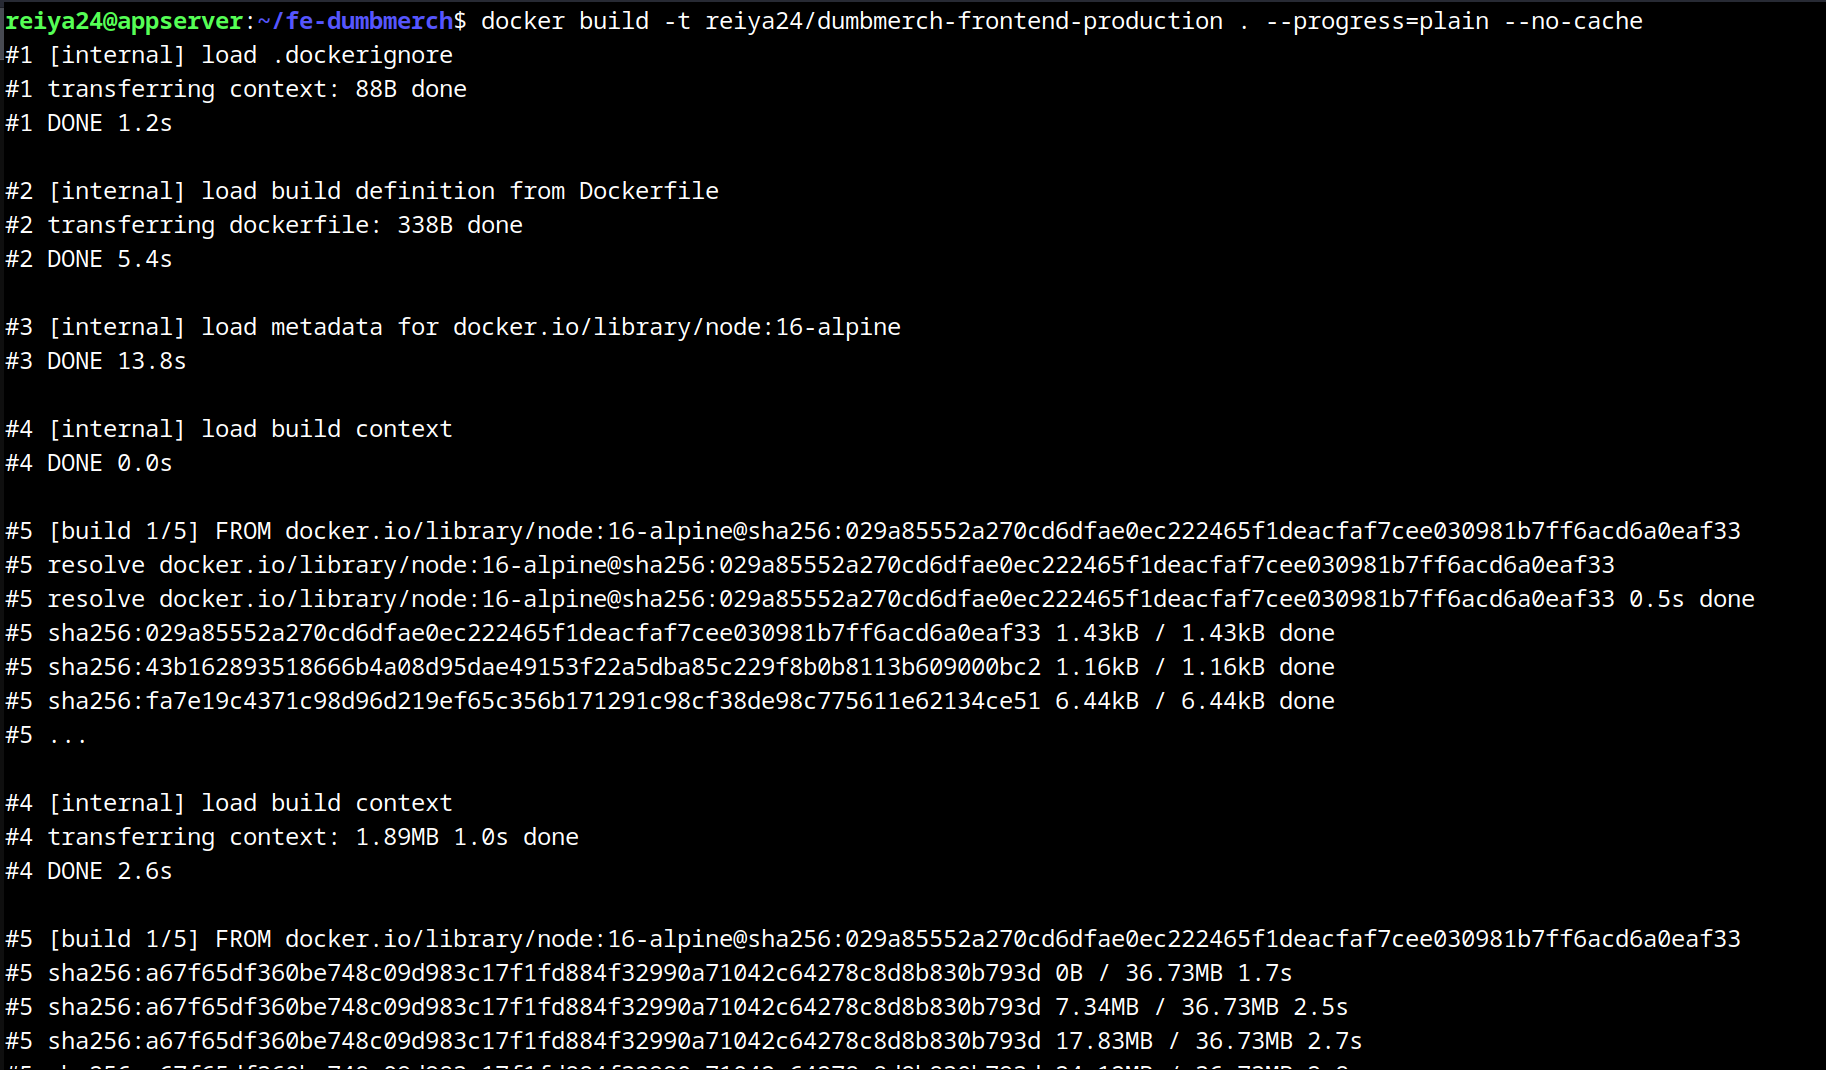 reiya24@appserver:~/fe-dumbmerch$ docker build -t reiya24/dumbmerch-frontend-production . --progress=plain --no-cache
#1 [internal] load .dockerignore
#1 transferring context: 88B done
#1 DONE 1.2s
#2 [internal] load build definition from Dockerfile
#2 transferring dockerfile: 338B done
#2 DONE 5.4s
#3 [internal] load metadata for docker.io/library/node:16-alpine
#3 DONE 13.8s
#4 [internal] load build context
#4 DONE 0.0s
#5 [build 1/5] FROM docker.io/library/node:16-alpine@sha256:029a85552a270cd6dfae0ec222465f1deacfaf7cee030981b7ff6acd6a0eaf33
#5 resolve docker.io/library/node:16-alpine@sha256:029a85552a270cd6dfae0ec222465f1deacfaf7cee030981b7ff6acd6a0eaf33
#5 resolve docker.io/library/node:16-alpine@sha256:029a85552a270cd6dfae0ec222465f1deacfaf7cee030981b7ff6acd6a0eaf33 0.5s done
#5 sha256:029a85552a270cd6dfae0ec222465f1deacfaf7cee030981b7ff6acd6a0eaf33 1.43kB / 1.43kB done
#5 sha256:43b162893518666b4a08d95dae49153f22a5dba85c229f8b0b8113b609000bc2 1.16kB / 1.16kB done
#5 sha256:fa7e19c4371c98d96d219ef65c356b171291c98cf38de98c775611e62134ce51 6.44kB / 6.44kB done
#5 ...
#4 [internal] load build context
#4 transferring context: 1.89MB 1.0s done
#4 DONE 2.6s
#5 [build 1/5] FROM docker.io/library/node:16-alpine@sha256:029a85552a270cd6dfae0ec222465f1deacfaf7cee030981b7ff6acd6a0eaf33
#5 sha256:a67f65df360be748c09d983c17f1fd884f32990a71042c64278c8d8b830b793d 0B / 36.73MB 1.7s
#5 sha256:a67f65df360be748c09d983c17f1fd884f32990a71042c64278c8d8b830b793d 7.34MB / 36.73MB 2.5s
#5 sha256:a67f65df360be748c09d983c17f1fd884f32990a71042c64278c8d8b830b793d 17.83MB / 36.73MB 2.7s